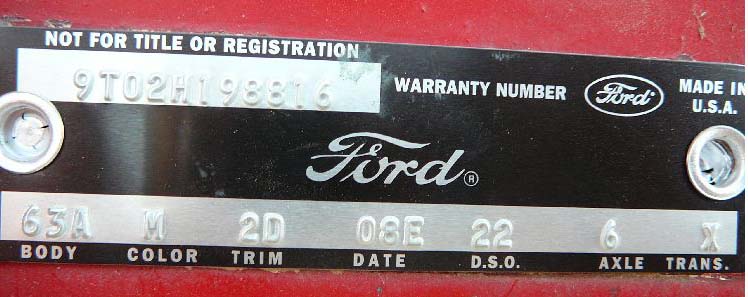 NOT FOR TITLE OR REGISTRATION
9T02H198816
WARRANTY NUMBER
Ford
MADE IN
U.S.A.
Ford ®
63A M 2D 08E 22 6 X
BODY COLOR TRIM DATE D.S.O. AXLE TRANS.